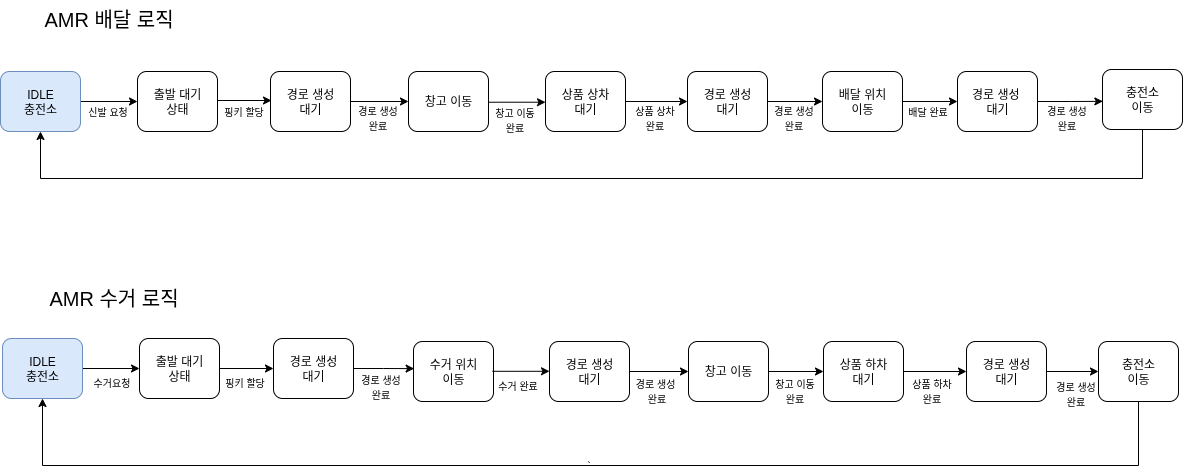 AMR 배달 로직
IDLE
충전소
신발 요청
출발 대기
상태
핑키 할당
경로 생성
대기
경로 생성
완료
창고 이동
창고 이동
완료
상품 상차
대기
상품 상차
완료
경로 생성
대기
경로 생성
완료
배달 위치
이동
배달 완료
경로 생성
대기
경로 생성
완료
충전소
이동
AMR 수거 로직
IDLE
충전소
수거요청
출발 대기
상태
핑키 할당
경로 생성
대기
경로 생성
완료
수거 위치
이동
수거 완료
경로 생성
대기
경로 생성
완료
창고 이동
창고 이동
완료
상품 하차
대기
상품 하차
완료
경로 생성
대기
경로 생성
완료
충전소
이동
`